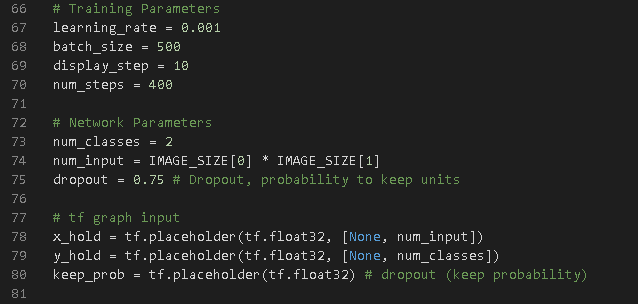 66 # Training Parameters
67 learning_rate = 0.001
68 batch_size = 500
69 display_step = 10
70 num_steps = 400
71
72 # Network Parameters
73 num_classes = 2
74 num_input = IMAGE_SIZE[0] * IMAGE_SIZE[1]
75 dropout = 0.75 # Dropout, probability to keep units
76
77 # tf graph input
78 x_hold = tf.placeholder(tf.float32, [None, num_input])
79 y_hold = tf.placeholder(tf.float32, [None, num_classes])
80 keep_prob = tf.placeholder(tf.float32) # dropout (keep probability)
81